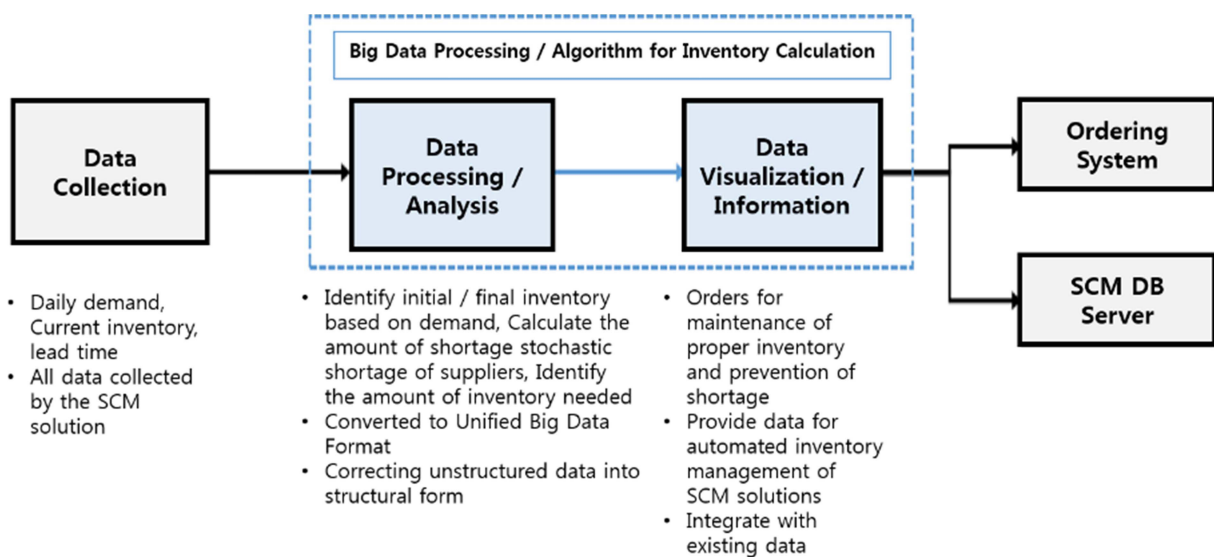 Big Data Processing / Algorithm for Inventory Calculation
Data
Collection
Data
Processing /
Analysis
Data
Visualization /
Information
Ordering
System
SCM DB
Server
• Daily demand,
Current inventory,
lead time
• All data collected
by the SCM
solution
• Identify initial / final inventory
based on demand, Calculate the
amount of shortage stochastic
shortage of suppliers, Identify
the amount of inventory needed
• Converted to Unified Big Data
Format
• Correcting unstructured data into
structural form
• Orders for
maintenance of
proper inventory
and prevention of
shortage
• Provide data for
automated inventory
management of
SCM solutions
• Integrate with
existing data